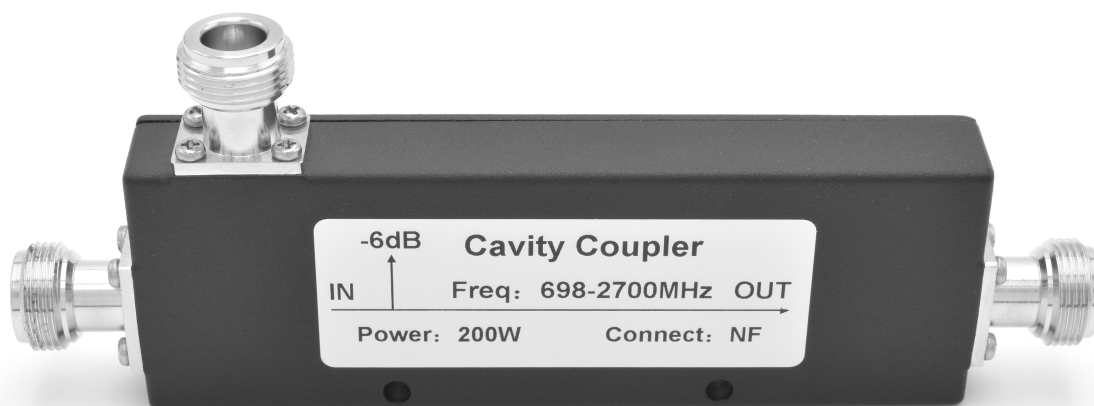 -6dB Cavity Coupler
IN Freq：698-2700MHz OUT
Power：200W Connect：NF